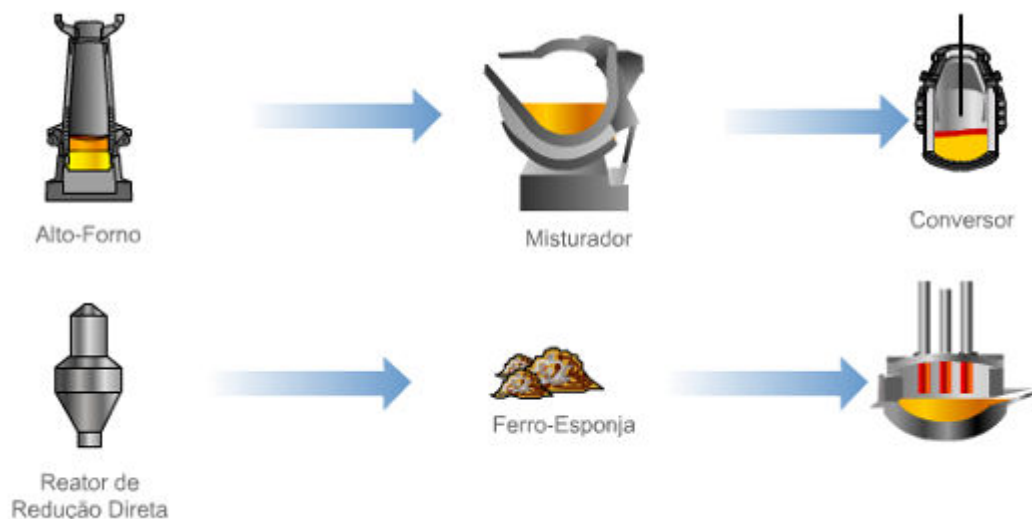 Alto-Forno
Misturador
Conversor
Reator de
Redução Direta
Ferro-Esponja